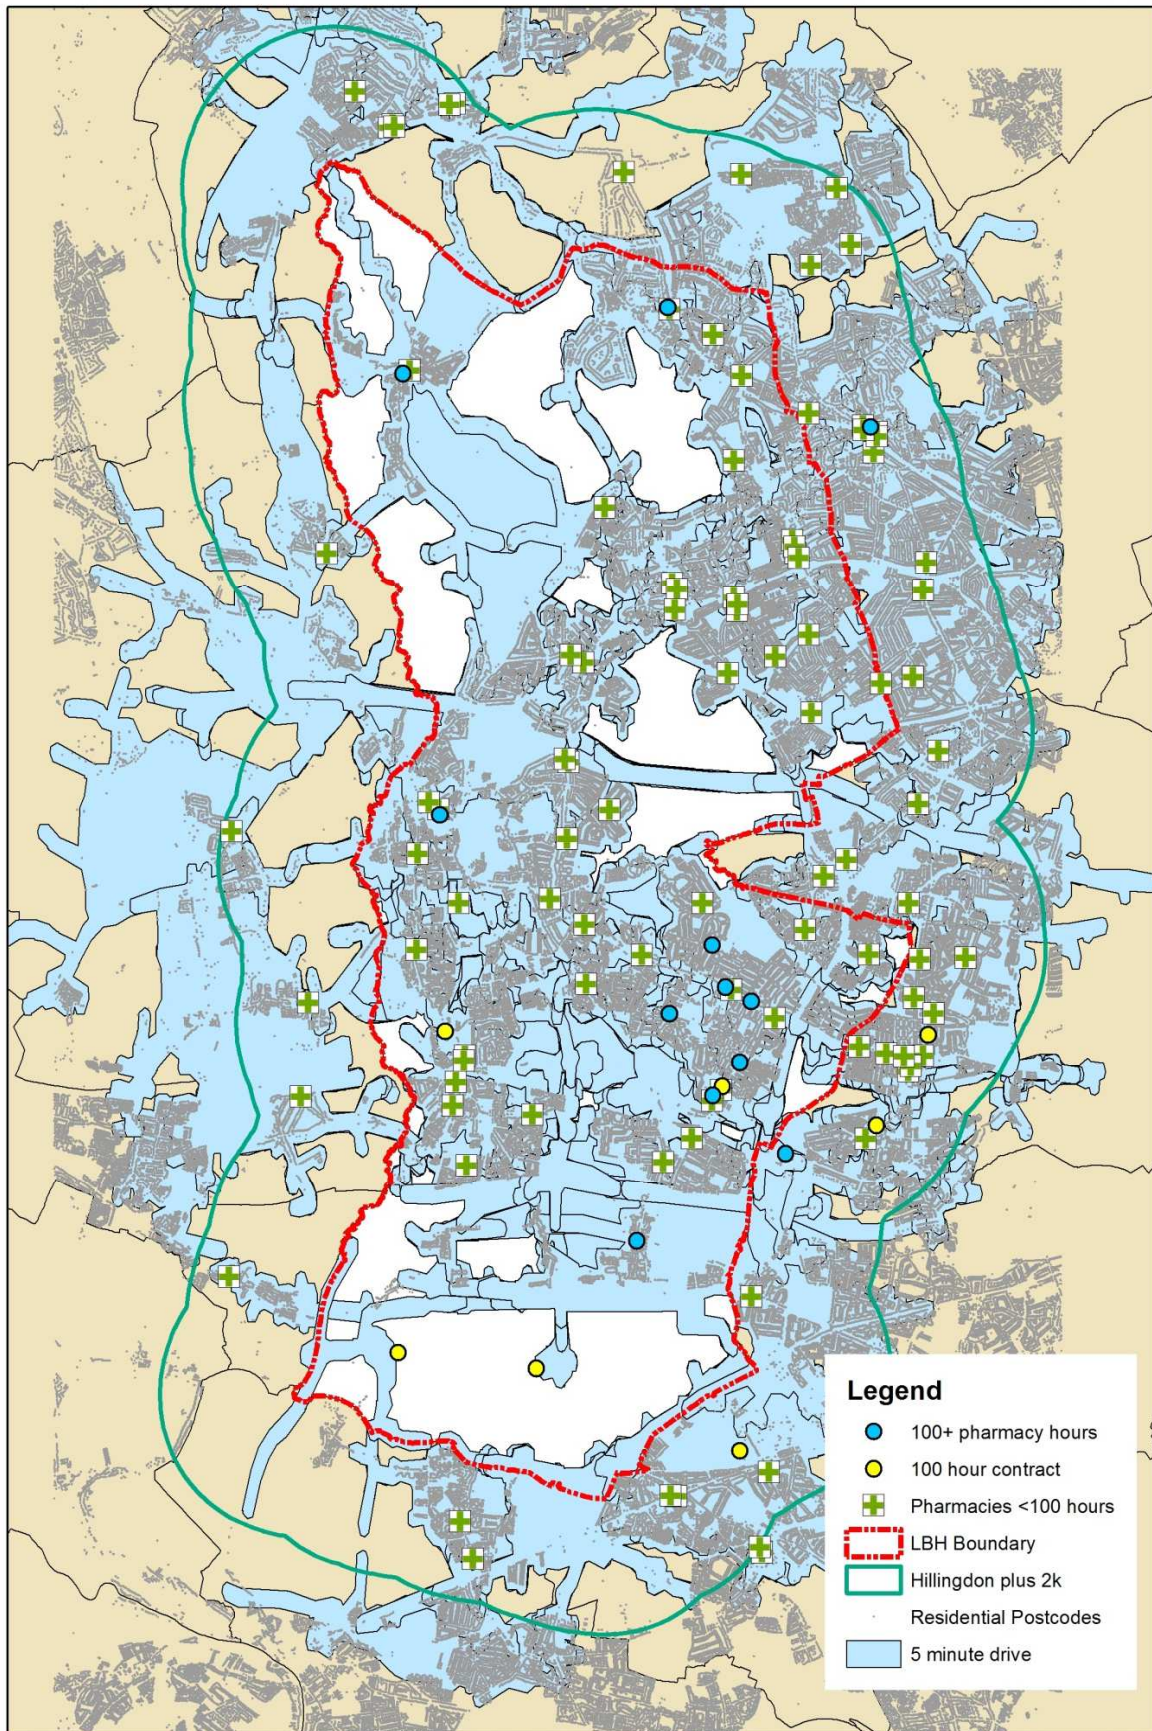 Legend
100+ pharmacy hours
100 hour contract
Pharmacies <100 hours
LBH Boundary
Hillingdon plus 2k
Residential Postcodes
5 minute drive